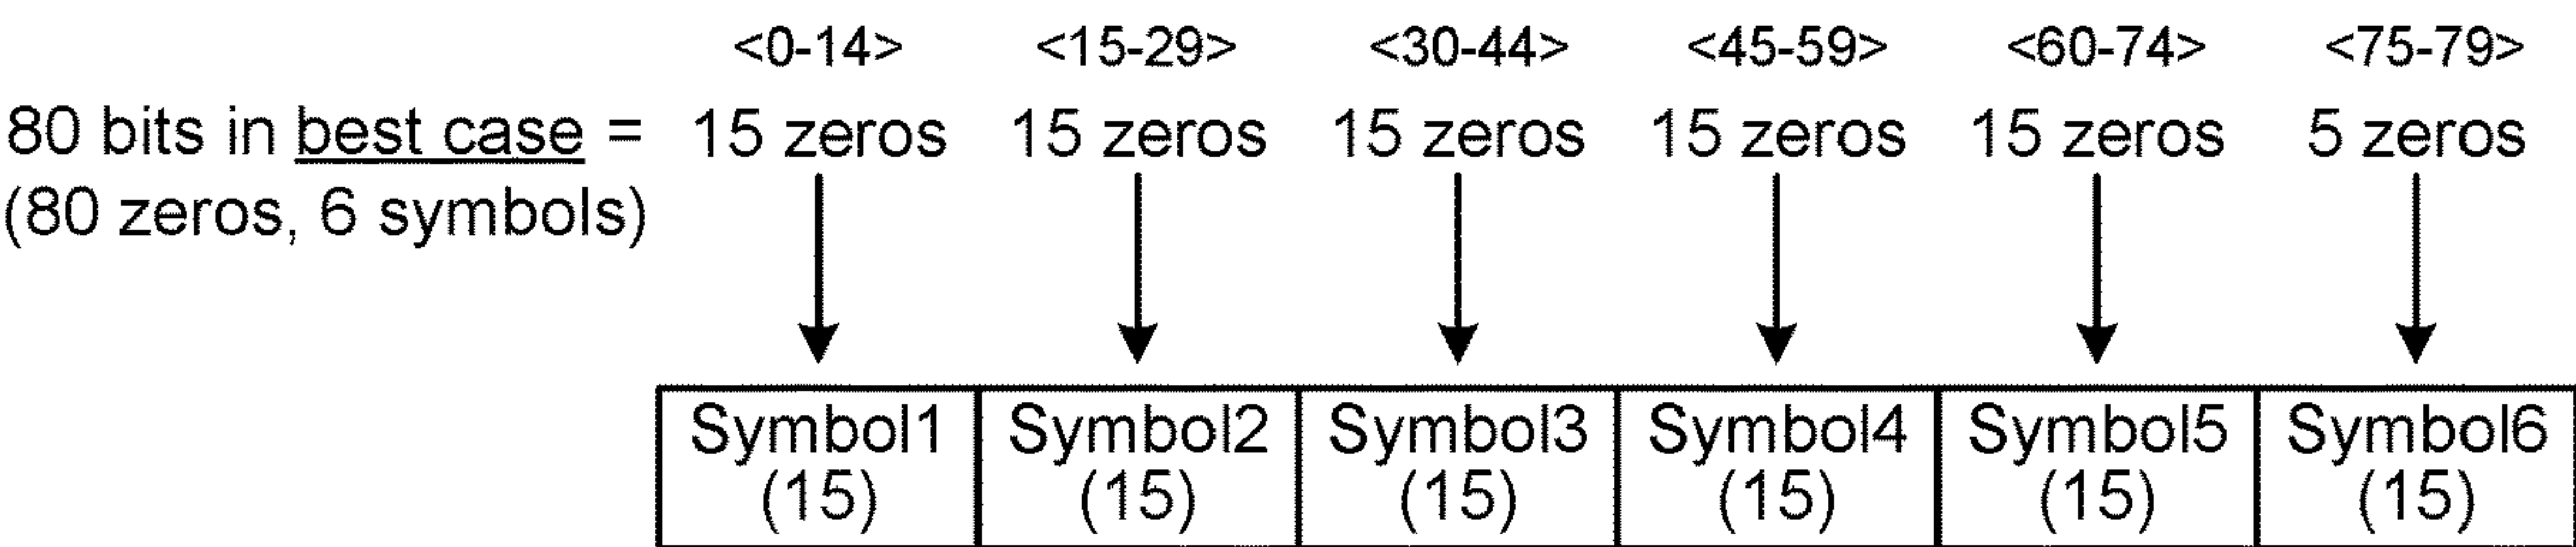 <0-14> <15-29> <30-44> <45-59> <60-74> <75-79>
80 bits in best case = 15 zeros 15 zeros 15 zeros 15 zeros 15 zeros 5 zeros
(80 zeros, 6 symbols)
Symbol1 Symbol2 Symbol3 Symbol4 Symbol5 Symbol6
(15) (15) (15) (15) (15) (15)